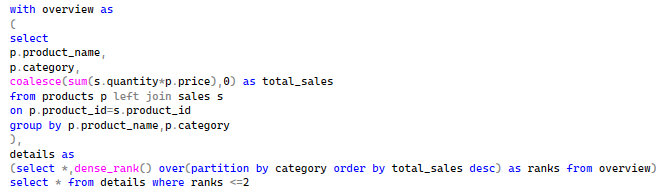 with overview as
(
select
p.product_name,
p.category,
coalesce(sum(s.quantity*p.price),0) as total_sales
from products p left join sales s
on p.product_id=s.product_id
group by p.product_name,p.category
),
details as
(select *,dense_rank() over(partition by category order by total_sales desc) as ranks from overview)
select * from details where ranks <=2